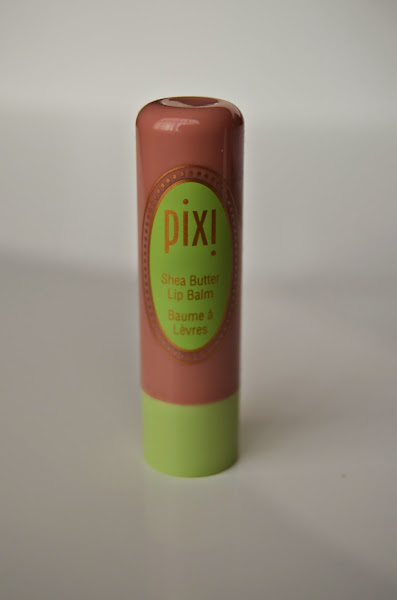 pixi
Shea Butter
Lip Balm
Baume à
Lèvres